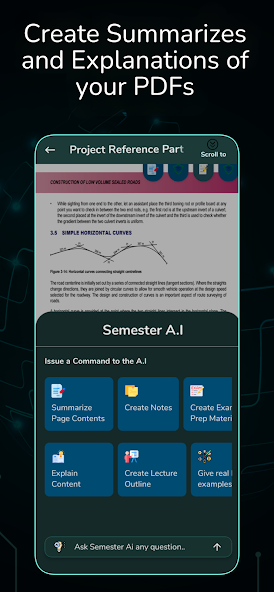 Create Summarizes
and Explanations of
your PDFs
Project Reference Part
Scroll to
CONSTRUCTION OF LOW VOLUME SEALED ROADS
• While sighting from one end to the other, let an assistant place the third boning rod or profile board at any
point you want to check in between the two end rods, e.g. the first rod is at the upstream invert of a culvert,
the second placed at the invert of the downstream invert of the culvert and the third is used to check whether
the gradient between the two culvert inverts is uniform.
3.5 SIMPLE HORIZONTAL CURVES
Figure 3-14: Horizontal curves connecting straight centrelines
The road centreline is initially set out by a series of connected straight lines (tangent sections). Where the straights
change directions, they are joined by circular curves to allow for smooth vehicle operation at the design speed
selected for the roadway. The design and construction of curves is an important aspect of route surveying of
roads.
Semester A.I
Issue a Command to the A.I
Summarize
Page Contents
Create Notes
Create Exam
Prep Materi
Explain
Content
Create Lecture
Outline
Give real l
examples
Ask Semester Ai any question..